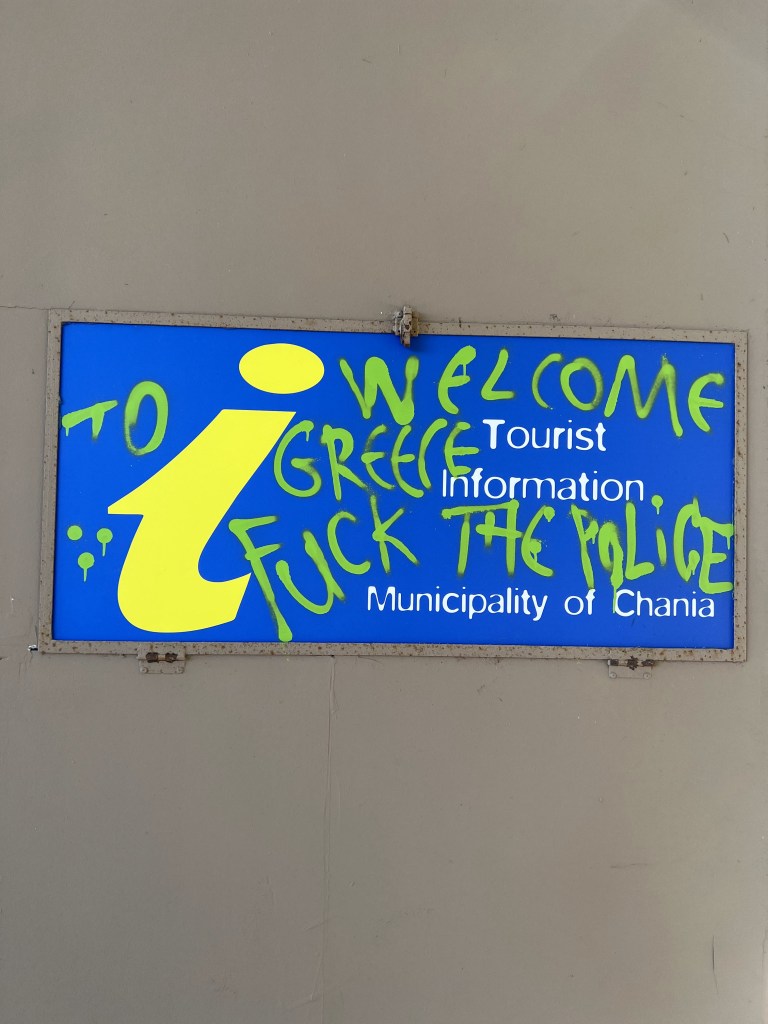 WELCOME
TO GREECE
FUCK THE POLICE
i
Tourist
Information
Municipality of Chania